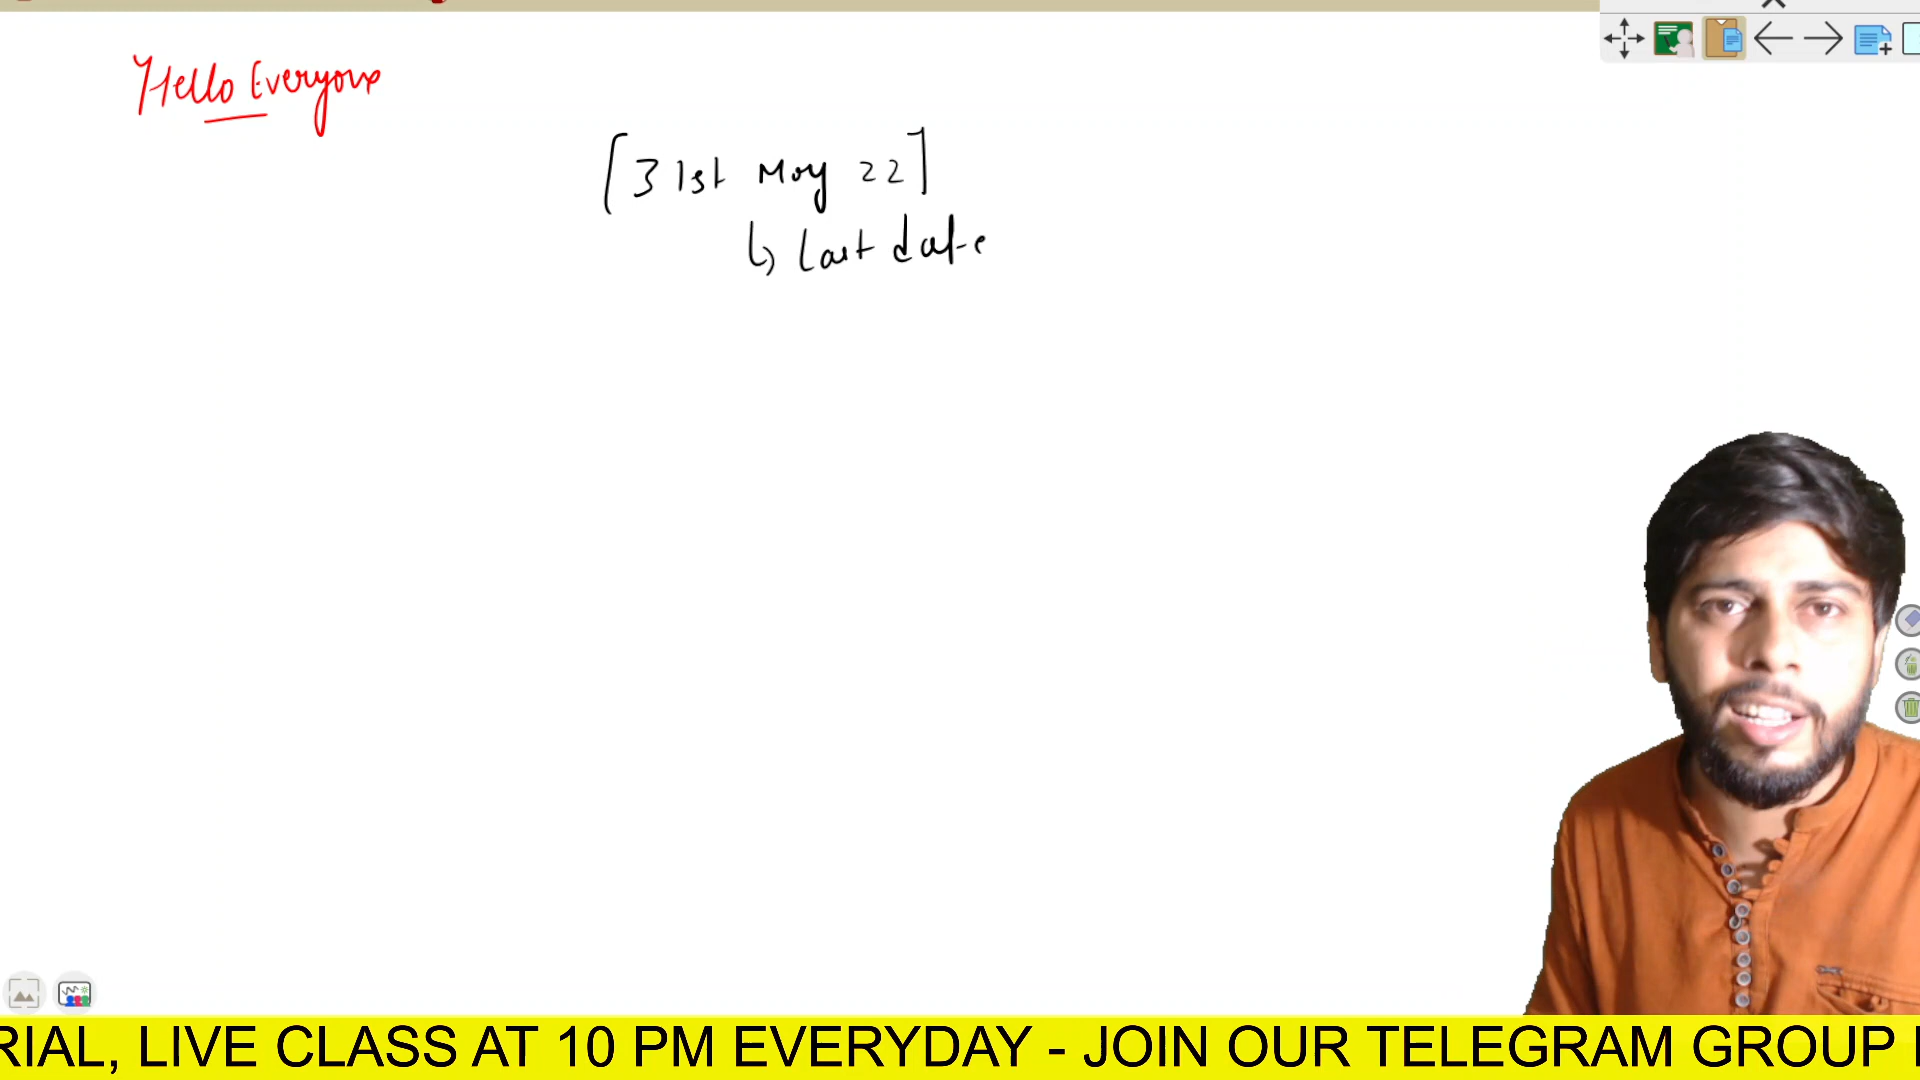 Hello Everyone
[31st May 22]
↳ Last date
RIAL, LIVE CLASS AT 10 PM EVERYDAY - JOIN OUR TELEGRAM GROUP